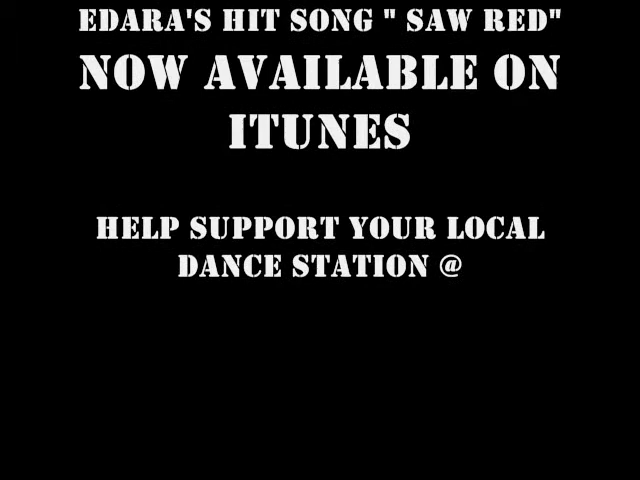 EDARA'S HIT SONG " SAW RED"
NOW AVAILABLE ON
ITUNES
HELP SUPPORT YOUR LOCAL
DANCE STATION @